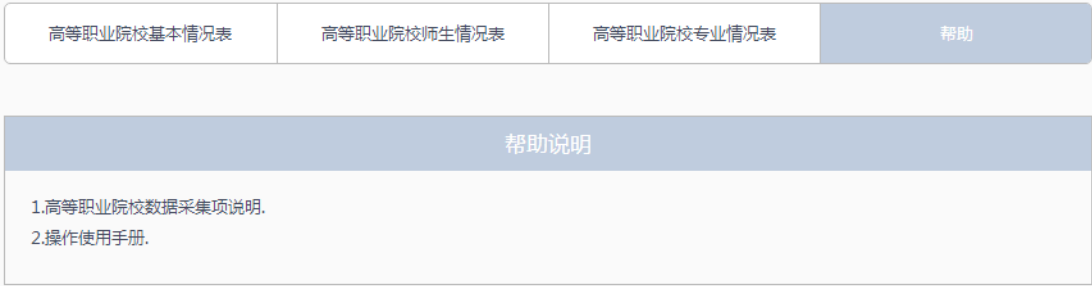 高等职业院校基本情况表 高等职业院校师生情况表 高等职业院校专业情况表 帮助
帮助说明
1.高等职业院校数据采集项说明.
2.操作使用手册.